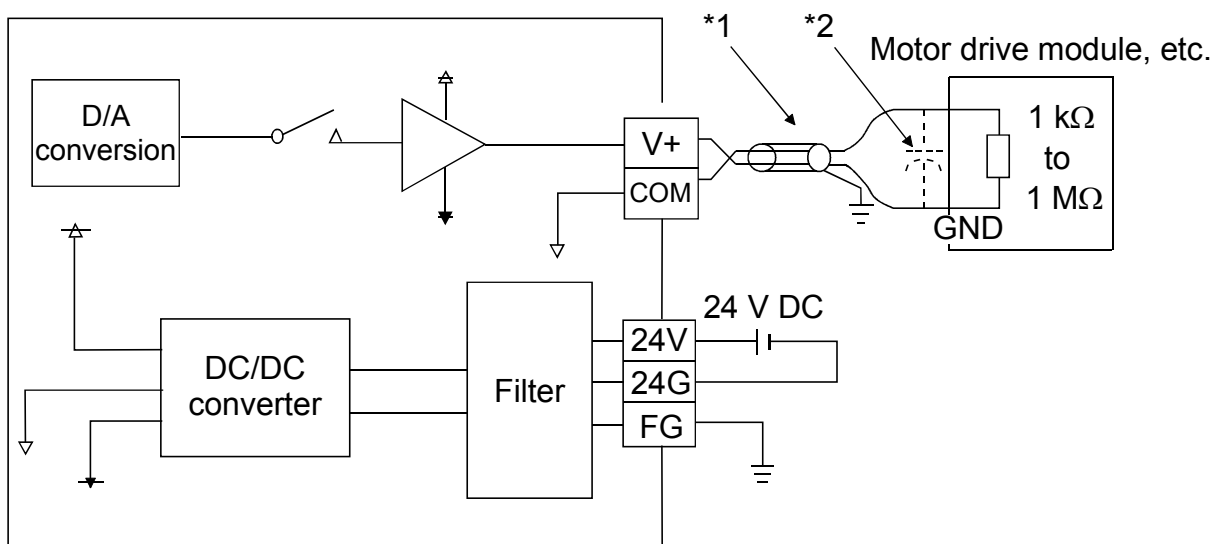 *1
*2
Motor drive module, etc.
D/A
conversion
V+
COM
1 kΩ
to
1 MΩ
GND
24 V DC
24V
24G
FG
DC/DC
converter
Filter